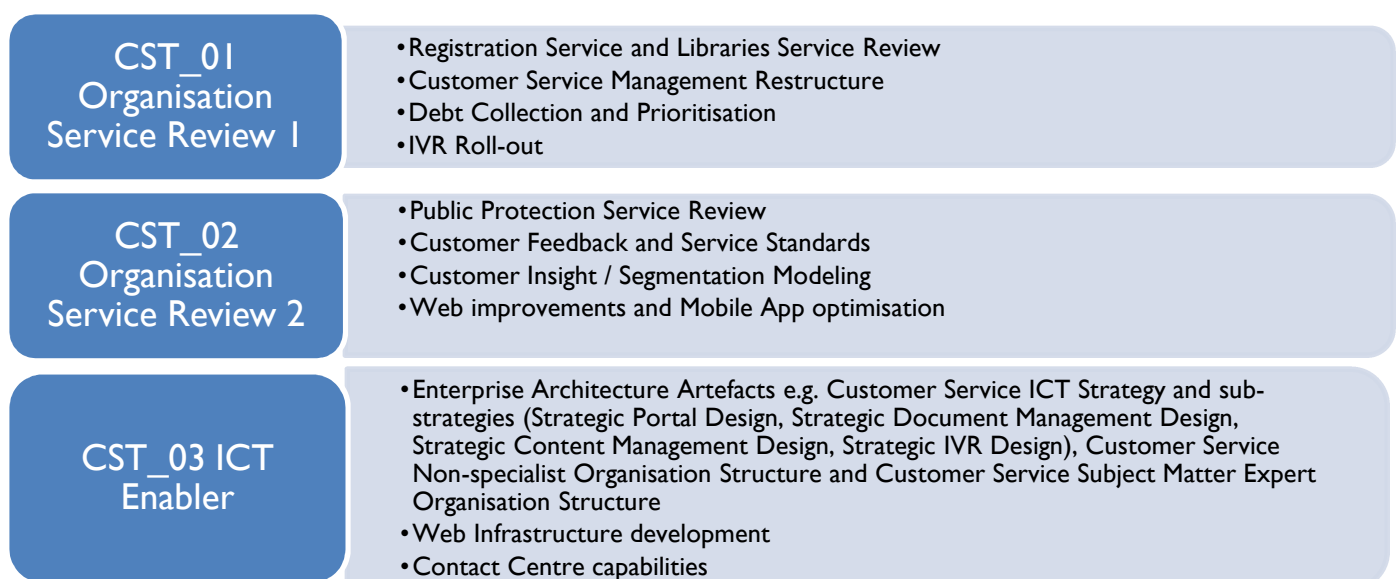 CST_01
Organisation
Service Review 1
•Registration Service and Libraries Service Review
•Customer Service Management Restructure
•Debt Collection and Prioritisation
•IVR Roll-out
CST_02
Organisation
Service Review 2
•Public Protection Service Review
•Customer Feedback and Service Standards
•Customer Insight / Segmentation Modeling
•Web improvements and Mobile App optimisation
CST_03 ICT
Enabler
•Enterprise Architecture Artefacts e.g. Customer Service ICT Strategy and sub-
strategies (Strategic Portal Design, Strategic Document Management Design,
Strategic Content Management Design, Strategic IVR Design), Customer Service
Non-specialist Organisation Structure and Customer Service Subject Matter Expert
Organisation Structure
•Web Infrastructure development
•Contact Centre capabilities